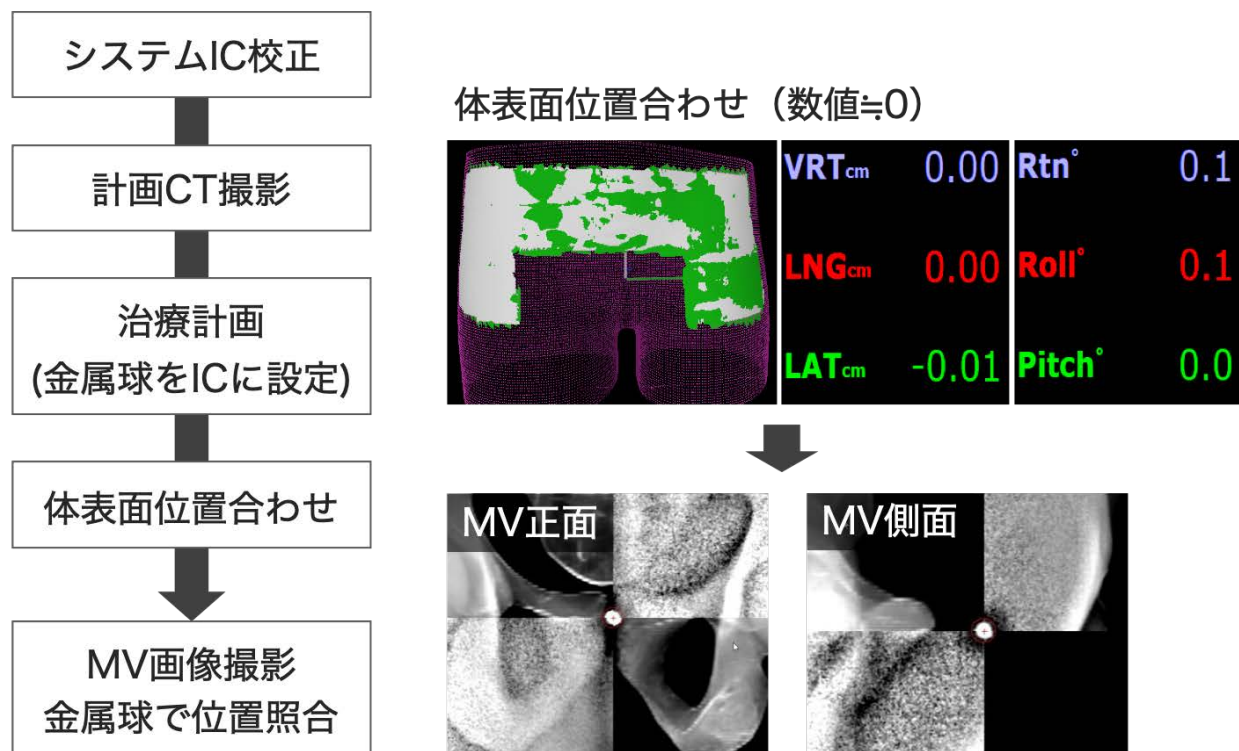 システムIC校正
計画CT撮影
治療計画
(金属球をICに設定)
体表面位置合わせ
MV画像撮影
金属球で位置照合
体表面位置合わせ（数値≒0）
VRTcm 0.00 Rtn° 0.1
LNGcm 0.00 Roll° 0.1
LATcm -0.01 Pitch° 0.0
MV正面
MV側面